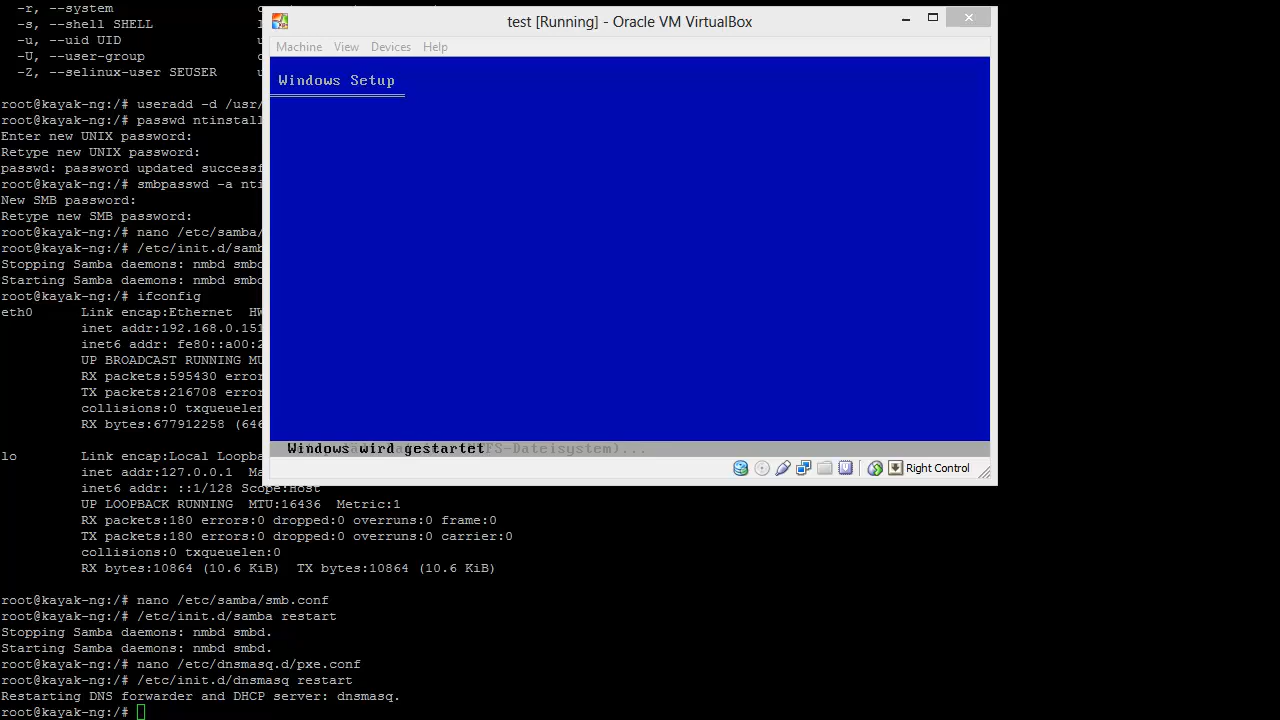 -r, --system
-s, --shell SHELL
-u, --uid UID
-U, --user-group
-Z, --selinux-user SEUSER
root@kayak-ng:/# useradd -d /usr/
root@kayak-ng:/# passwd ntinstall
Enter new UNIX password:
Retype new UNIX password:
passwd: password updated successf
root@kayak-ng:/# smbpasswd -a nti
New SMB password:
Retype new SMB password:
root@kayak-ng:/# nano /etc/samba/
root@kayak-ng:/# /etc/init.d/samb
Stopping Samba daemons: nmbd smbd
Starting Samba daemons: nmbd smbd
root@kayak-ng:/# ifconfig
eth0 Link encap:Ethernet HW
inet addr:192.168.0.151
inet6 addr: fe80::a00:2
UP BROADCAST RUNNING MU
RX packets:595430 error
TX packets:216708 error
collisions:0 txqueuelen
RX bytes:677912258 (646
lo Link encap:Local Loopb
inet addr:127.0.0.1 Ma
inet6 addr: ::1/128 Scope:Host
UP LOOPBACK RUNNING MTU:16436 Metric:1
RX packets:180 errors:0 dropped:0 overruns:0 frame:0
TX packets:180 errors:0 dropped:0 overruns:0 carrier:0
collisions:0 txqueuelen:0
RX bytes:10864 (10.6 KiB) TX bytes:10864 (10.6 KiB)
root@kayak-ng:/# nano /etc/samba/smb.conf
root@kayak-ng:/# /etc/init.d/samba restart
Stopping Samba daemons: nmbd smbd.
Starting Samba daemons: nmbd smbd.
root@kayak-ng:/# nano /etc/dnsmasq.d/pxe.conf
root@kayak-ng:/# /etc/init.d/dnsmasq restart
Restarting DNS forwarder and DHCP server: dnsmasq.
root@kayak-ng:/#
test [Running] - Oracle VM VirtualBox
Machine View Devices Help
Windows Setup
Windows wird gestartet FS-Dateisystem)...
Right Control